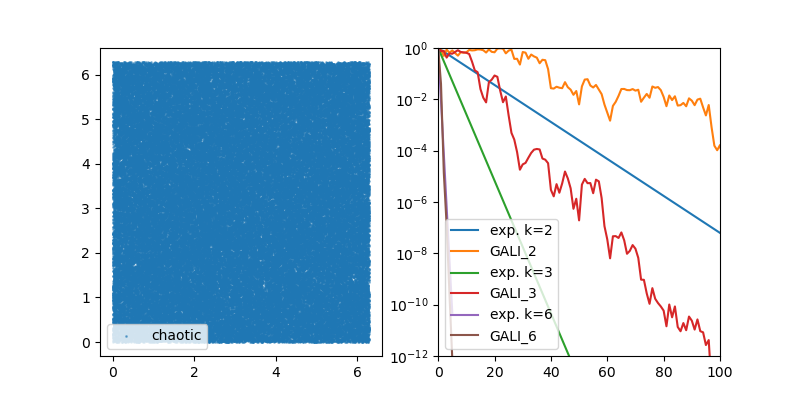 6
5
4
3
2
1
0
chaotic
0 2 4 6
10^0
10^-2
10^-4
10^-6
10^-8
10^-10
10^-12
exp. k=2
GALI_2
exp. k=3
GALI_3
exp. k=6
GALI_6
0 20 40 60 80 100